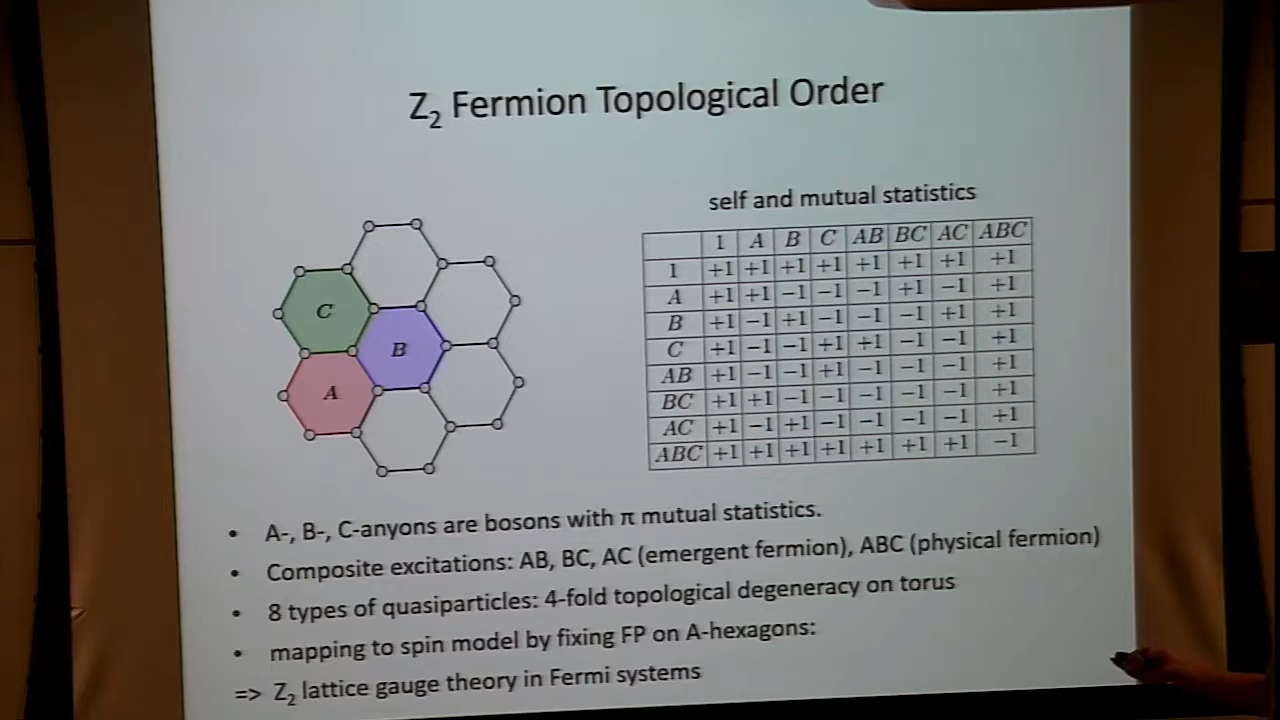 Z2 Fermion Topological Order
self and mutual statistics
1 A B C AB BC AC ABC
1 +1 +1 +1 +1 +1 +1 +1 +1
A +1 +1 −1 −1 −1 +1 −1 +1
B +1 −1 +1 −1 −1 −1 +1 +1
C +1 −1 −1 +1 +1 −1 −1 +1
AB +1 −1 −1 +1 −1 −1 −1 +1
BC +1 +1 −1 −1 −1 −1 −1 +1
AC +1 −1 +1 −1 −1 −1 −1 +1
ABC +1 +1 +1 +1 +1 +1 +1 −1
C
B
A
• A-, B-, C-anyons are bosons with π mutual statistics.
• Composite excitations: AB, BC, AC (emergent fermion), ABC (physical fermion)
• 8 types of quasiparticles: 4-fold topological degeneracy on torus
• mapping to spin model by fixing FP on A-hexagons:
=> Z2 lattice gauge theory in Fermi systems